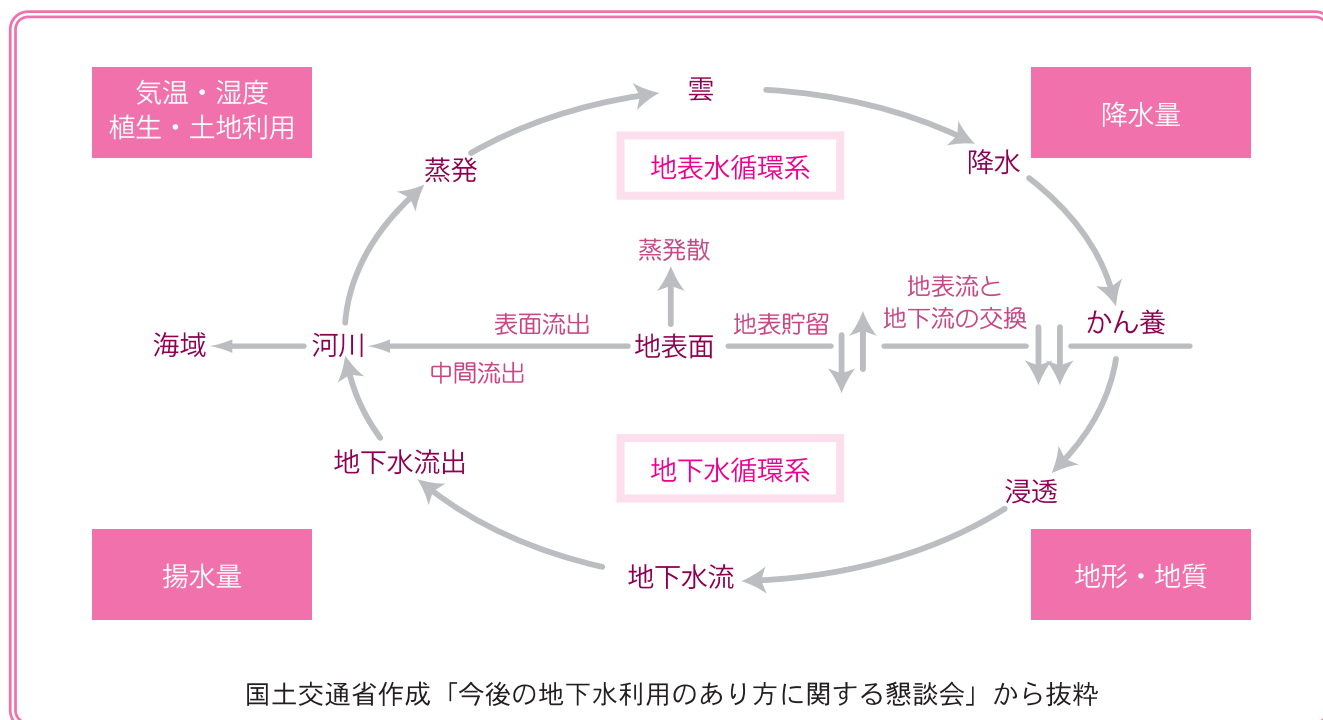 気温・湿度
植生・土地利用
雲
降水量
降水
蒸発
地表水循環系
蒸発散
地表流と
地下流の交換
表面流出
地表貯留
かん養
海域
河川
地表面
中間流出
地下水流出
地下水循環系
浸透
揚水量
地下水流
地形・地質
国土交通省作成「今後の地下水利用のあり方に関する懇談会」から抜粋